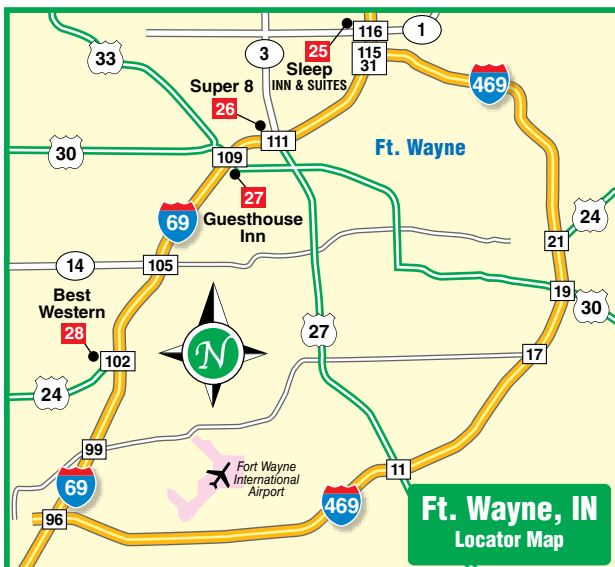 116
1
33
3
25
115
31
Sleep
INN & SUITES
469
Super 8
26
30
111
Ft. Wayne
109
27
Guesthouse
Inn
69
24
21
14
105
Best
Western
28
19
30
N
27
17
102
24
99
11
Fort Wayne
International
Airport
69
469
96
Ft. Wayne, IN
Locator Map